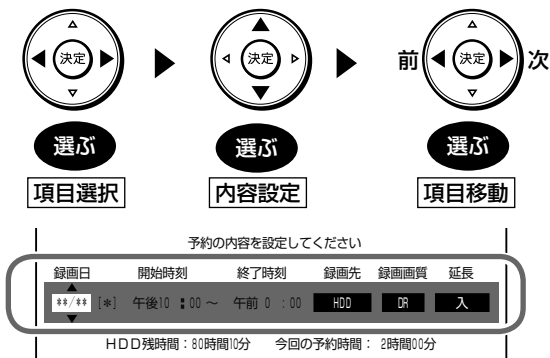 決定 決定 前 決定 次
選ぶ 選ぶ 選ぶ
項目選択 内容設定 項目移動
予約の内容を設定してください
録画日 開始時刻 終了時刻 録画先 録画画質 延長
**/** [*] 午後10:00～ 午前 0 :00 HDD DR 入
HDD残時間：80時間10分 今回の予約時間： 2時間00分